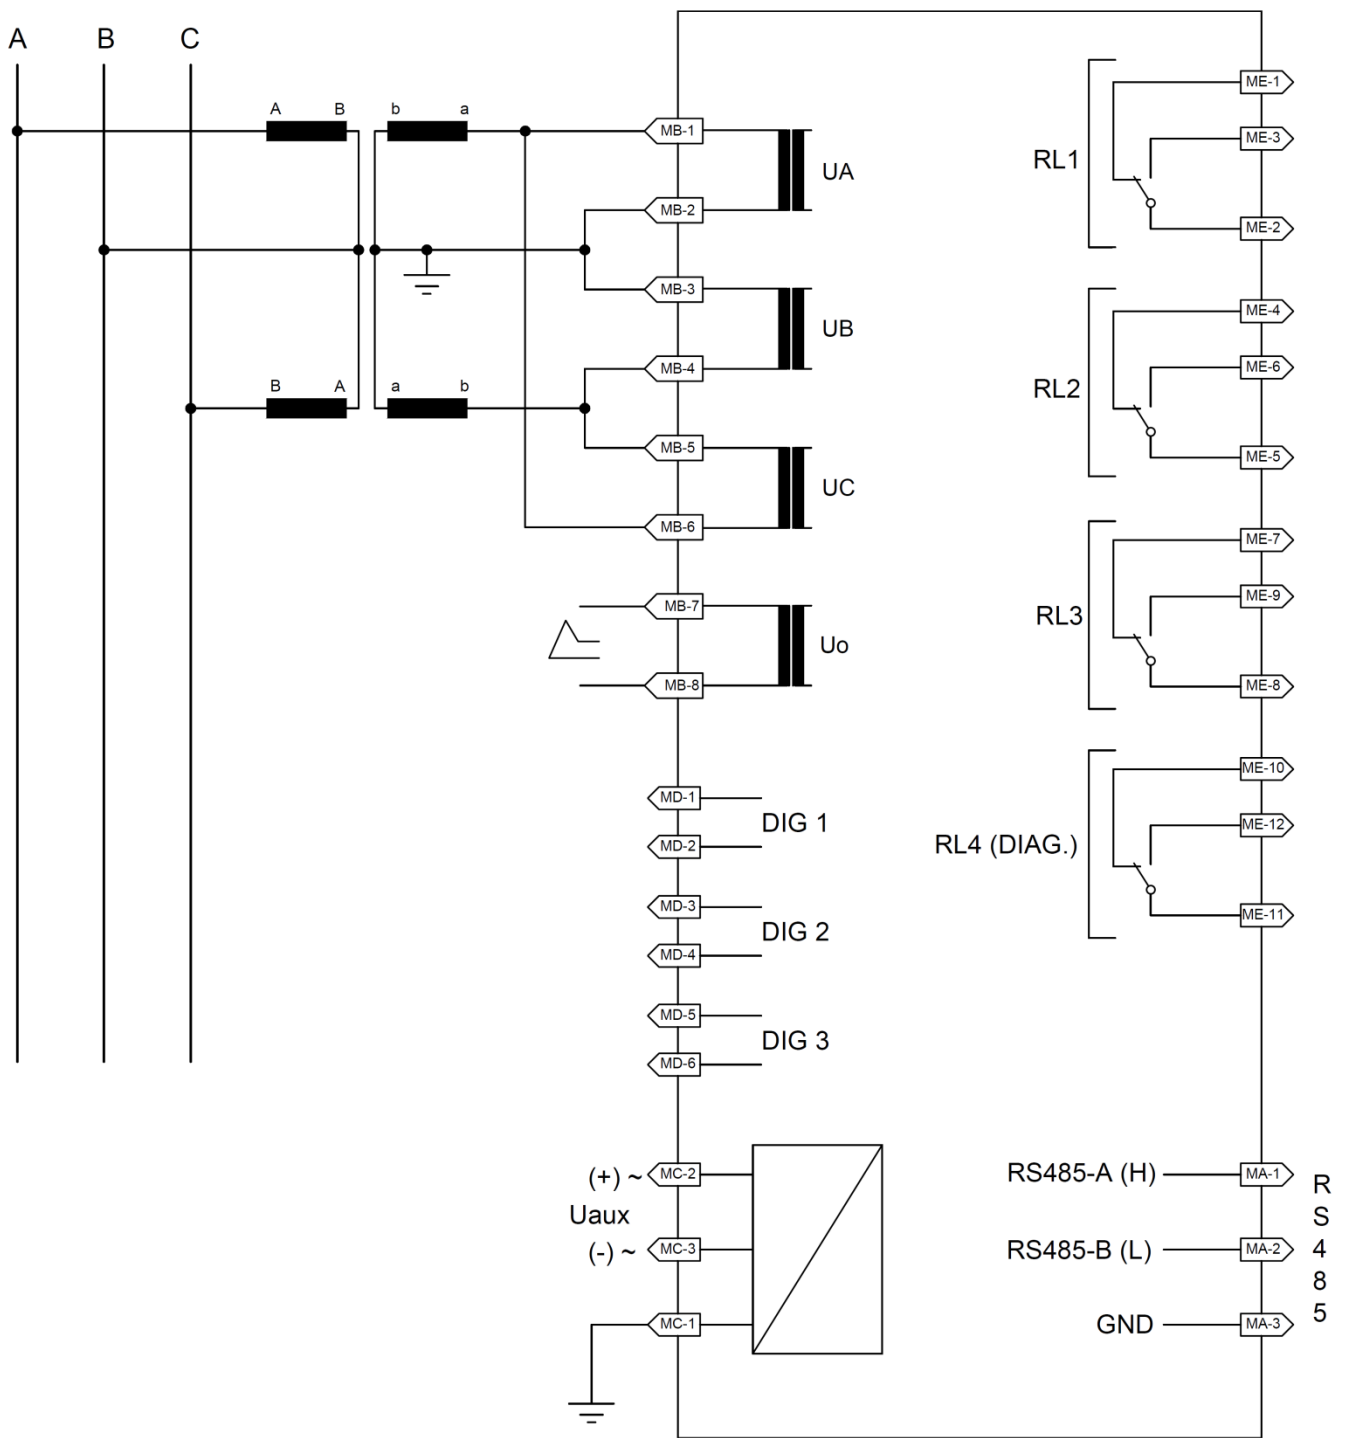 A B C
A B b a
B A a b
MB-1
UA
MB-2
MB-3
UB
MB-4
MB-5
UC
MB-6
MB-7
Uo
MB-8
MD-1
DIG 1
MD-2
MD-3
DIG 2
MD-4
MD-5
DIG 3
MD-6
(+) ~ MC-2
Uaux
(-) ~ MC-3
MC-1
ME-1
RL1
ME-3
ME-2
ME-4
RL2
ME-6
ME-5
ME-7
RL3
ME-9
ME-8
ME-10
RL4 (DIAG.)
ME-12
ME-11
RS485-A (H) MA-1
RS485-B (L) MA-2
GND MA-3
R
S
4
8
5